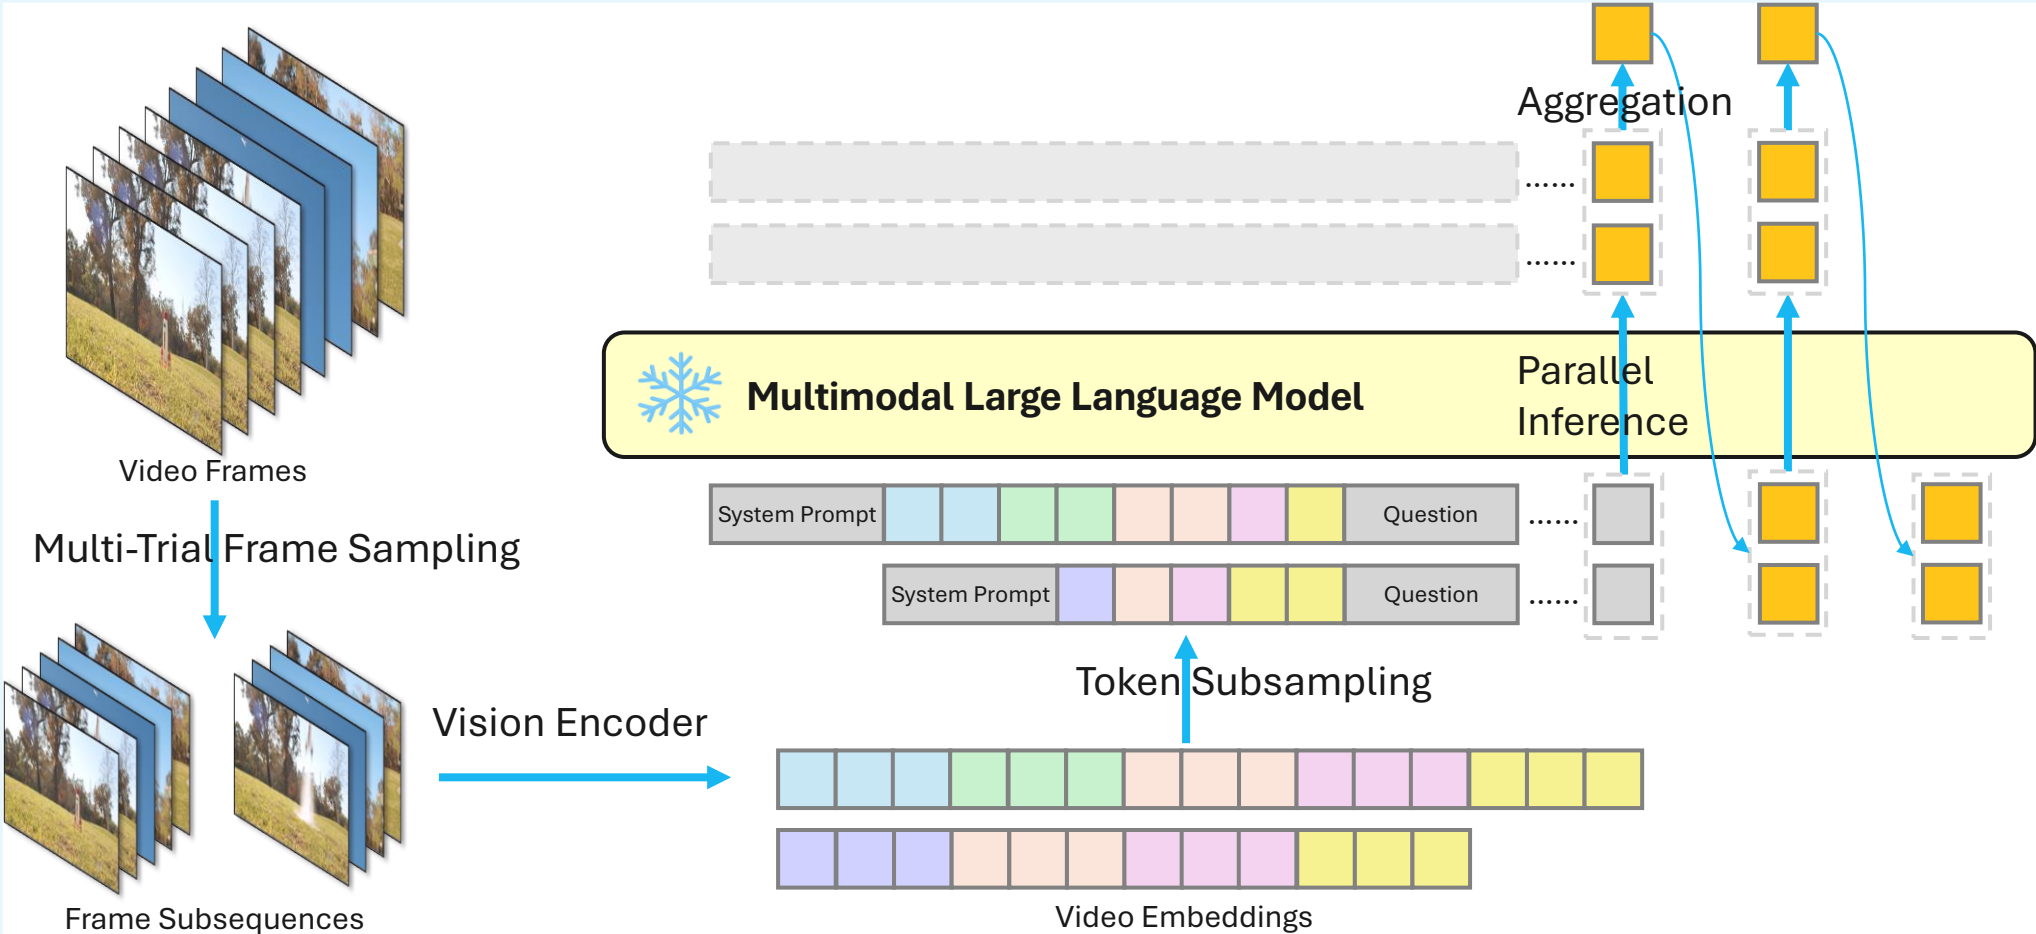 Aggregation
......
......
Multimodal Large Language Model
Parallel
Inference
Video Frames
System Prompt
Question
......
Multi-Trial Frame Sampling
System Prompt
Question
......
Token Subsampling
Vision Encoder
Frame Subsequences
Video Embeddings